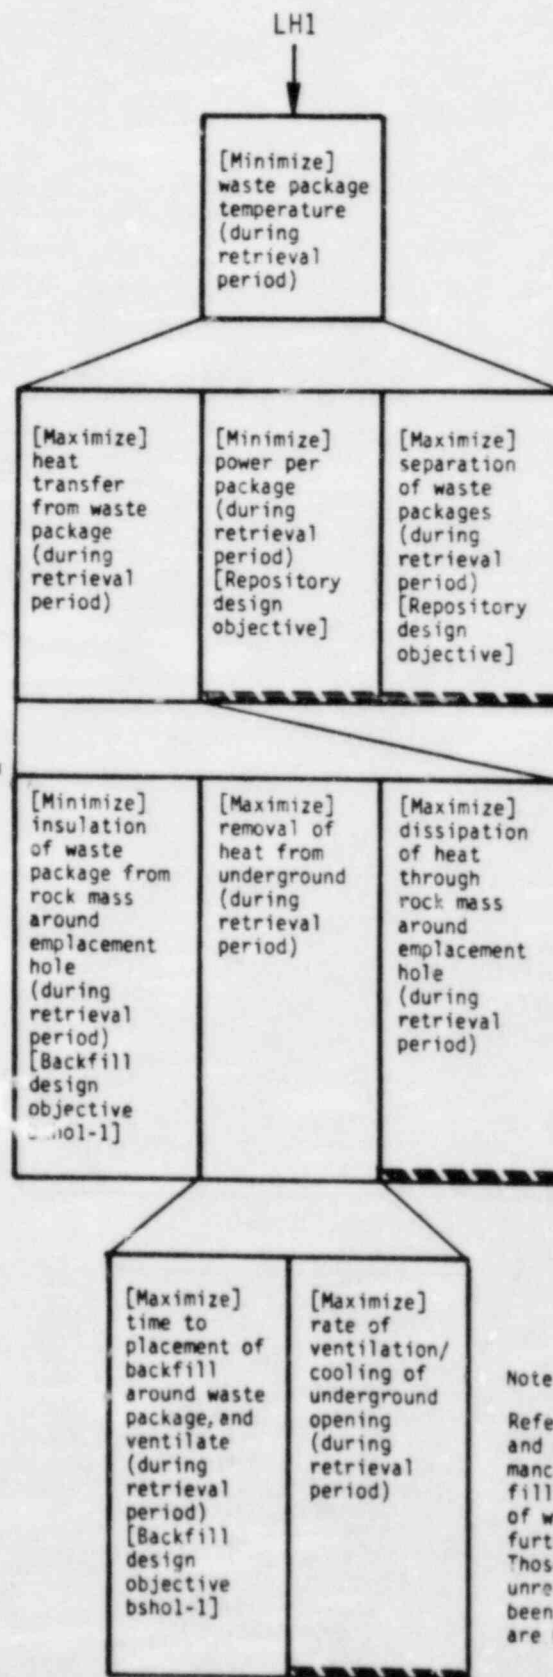 LH1
[Minimize]
waste package
temperature
(during
retrieval
period)
[Maximize]
heat
transfer
from waste
package
(during
retrieval
period)
[Minimize]
power per
package
(during
retrieval
period)
[Repository
design
objective]
[Maximize]
separation
of waste
packages
(during
retrieval
period)
[Repository
design
objective]
[Minimize]
insulation
of waste
package from
rock mass
around
emplacement
hole
(during
retrieval
period)
[Backfill
design
objective
hol-1]
[Maximize]
removal of
heat from
underground
(during
retrieval
period)
[Maximize]
dissipation
of heat
through
rock mass
around
emplacement
hole
(during
retrieval
period)
[Maximize]
time to
placement of
backfill
around waste
package, and
ventilate
(during
retrieval
period)
[Backfill
design
objective
bshol-1]
[Maximize]
rate of
ventilation/
cooling of
underground
opening
(during
retrieval
period)
Note
Refe
and
manc
fill
of w
furt
Thos
unre
been
are